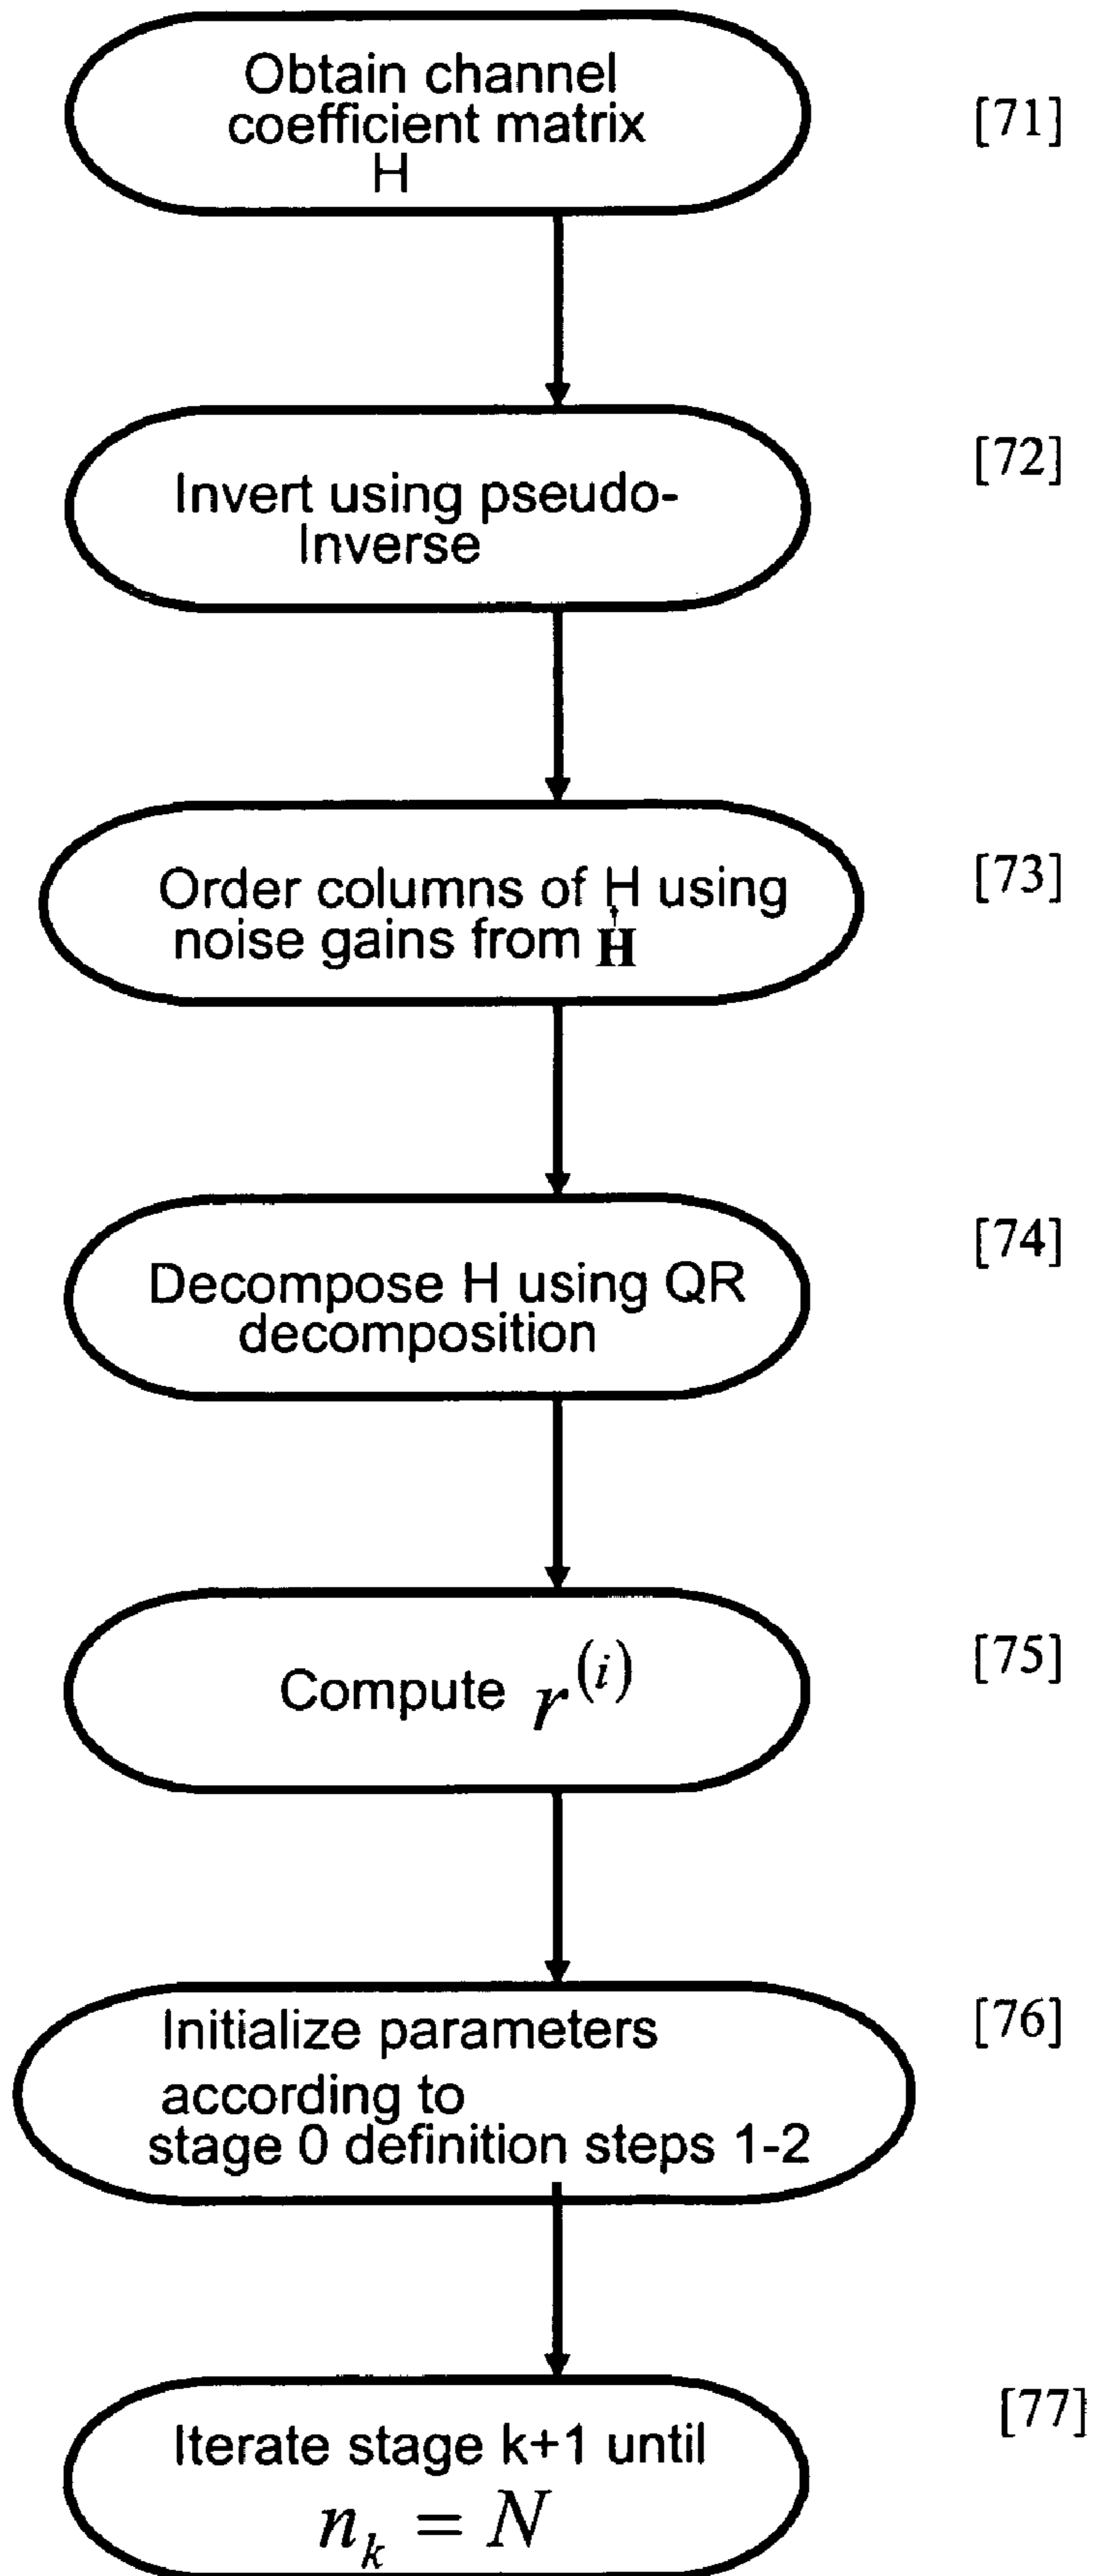 Obtain channel
coefficient matrix
H
[71]
Invert using pseudo-
Inverse
[72]
Order columns of H using
noise gains from H†
[73]
Decompose H using QR
decomposition
[74]
Compute r^(i)
[75]
Initialize parameters
according to
stage 0 definition steps 1-2
[76]
Iterate stage k+1 until
n_k = N
[77]